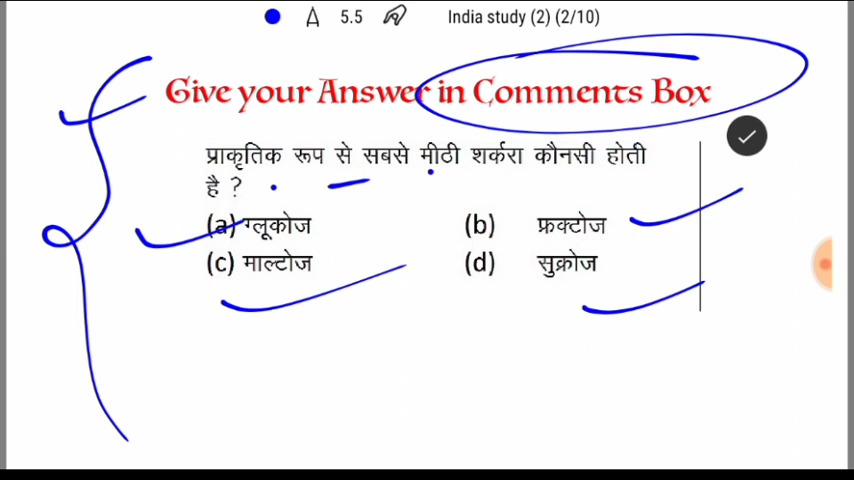 5.5 India study (2) (2/10)
Give your Answer in Comments Box
प्राकृतिक रूप से सबसे मीठी शर्करा कौनसी होती
है ?
(a) ग्लूकोज (b) फ्रक्टोज
(c) माल्टोज (d) सुक्रोज